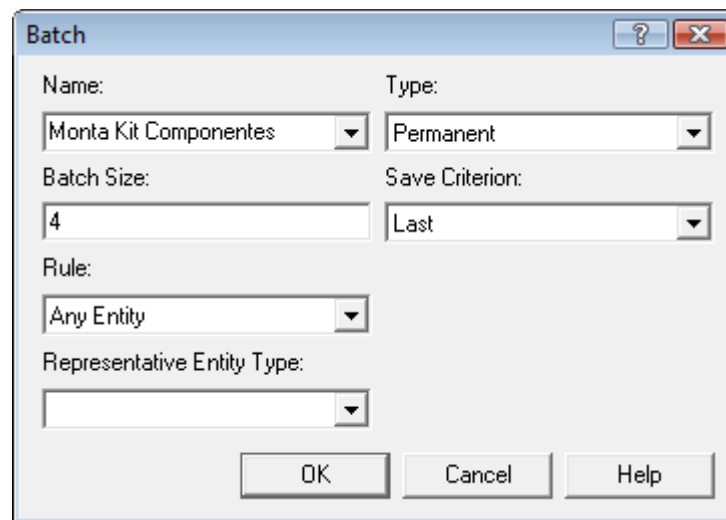 Batch
Name: Type:
Monta Kit Componentes Permanent
Batch Size: Save Criterion:
4 Last
Rule:
Any Entity
Representative Entity Type:
OK Cancel Help